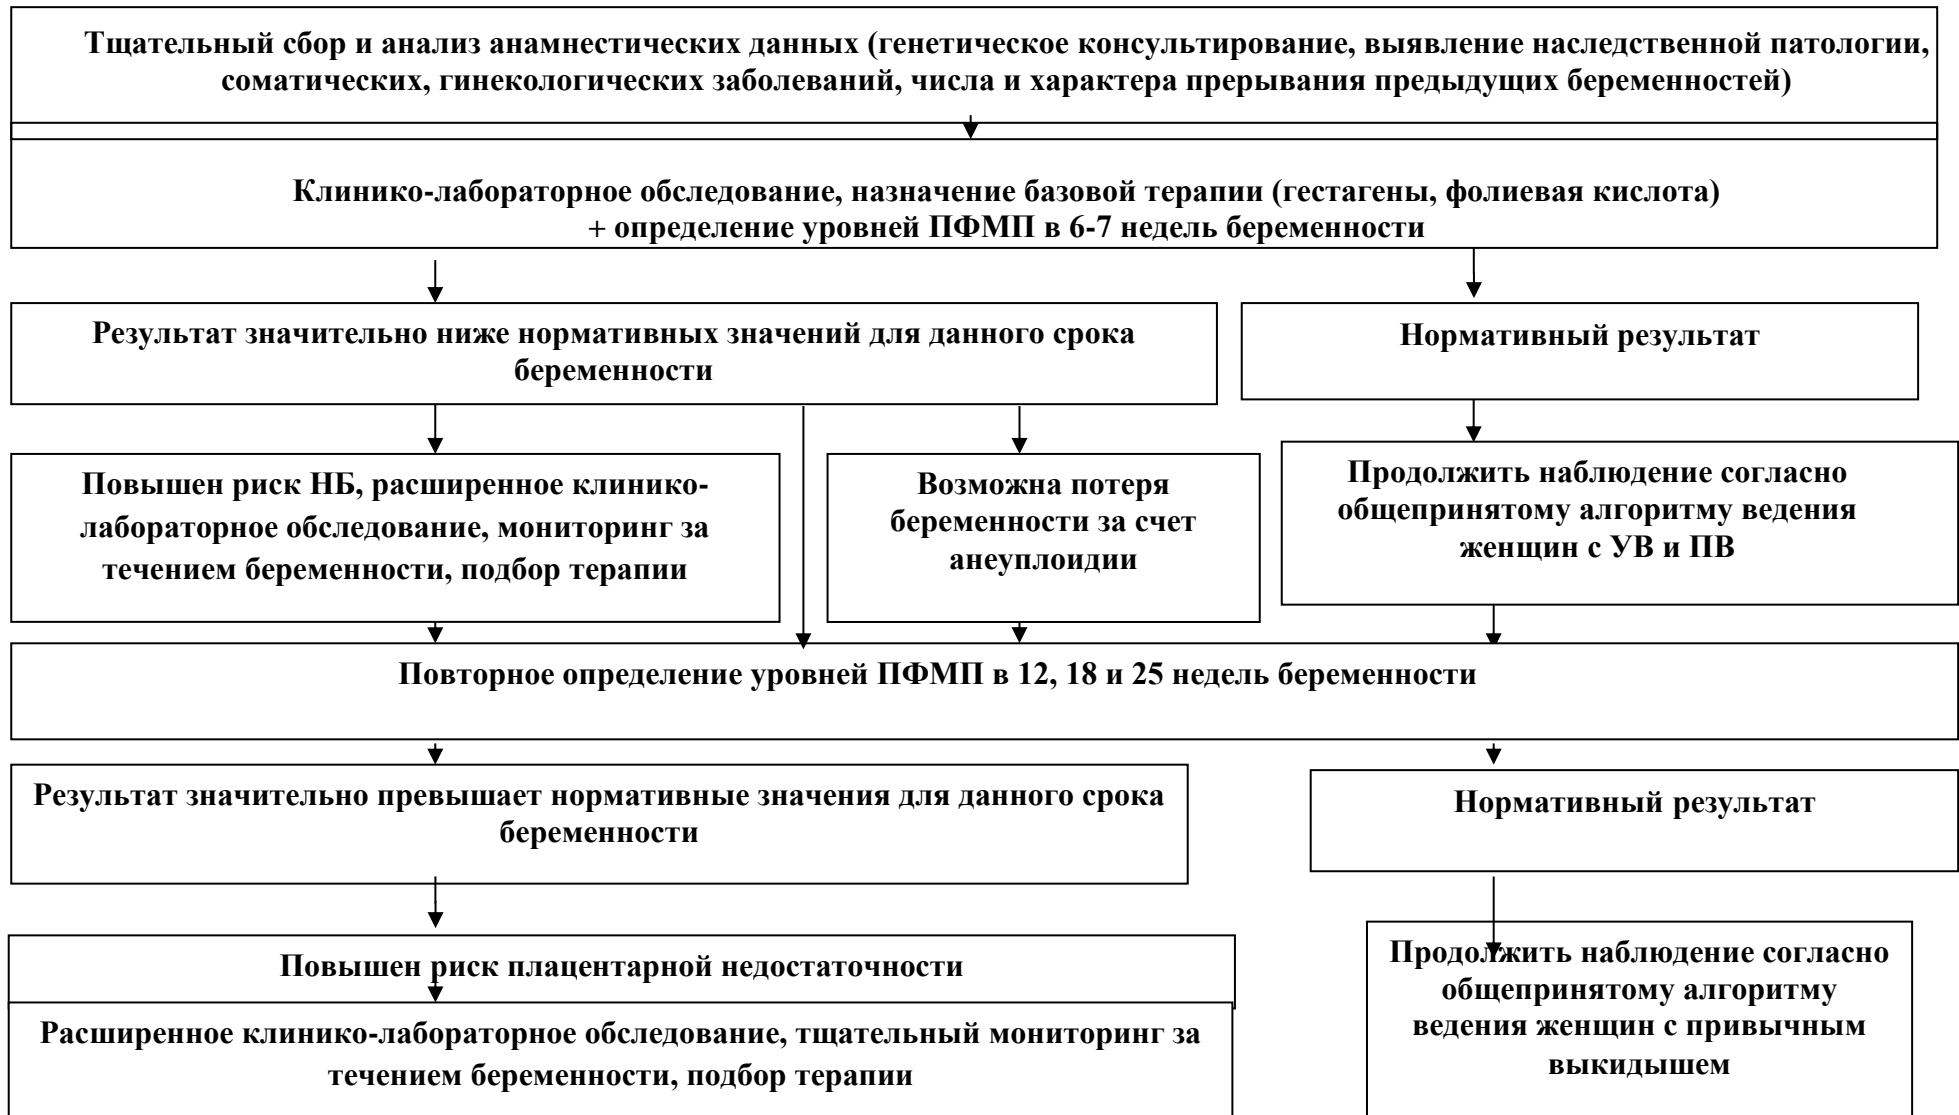 Тщательный сбор и анализ анамнестических данных (генетическое консультирование, выявление наследственной патологии,
соматических, гинекологических заболеваний, числа и характера прерывания предыдущих беременностей)
Клинико-лабораторное обследование, назначение базовой терапии (гестагены, фолиевая кислота)
+ определение уровней ПФМП в 6-7 недель беременности
Результат значительно ниже нормативных значений для данного срока
беременности
Нормативный результат
Повышен риск НБ, расширенное клинико-
лабораторное обследование, мониторинг за
течением беременности, подбор терапии
Возможна потеря
беременности за счет
анеуплоидии
Продолжить наблюдение согласно
общепринятому алгоритму ведения
женщин с УВ и ПВ
Повторное определение уровней ПФМП в 12, 18 и 25 недель беременности
Результат значительно превышает нормативные значения для данного срока
беременности
Нормативный результат
Повышен риск плацентарной недостаточности
Расширенное клинико-лабораторное обследование, тщательный мониторинг за
течением беременности, подбор терапии
Продолжить наблюдение согласно
общепринятому алгоритму
ведения женщин с привычным
выкидышем